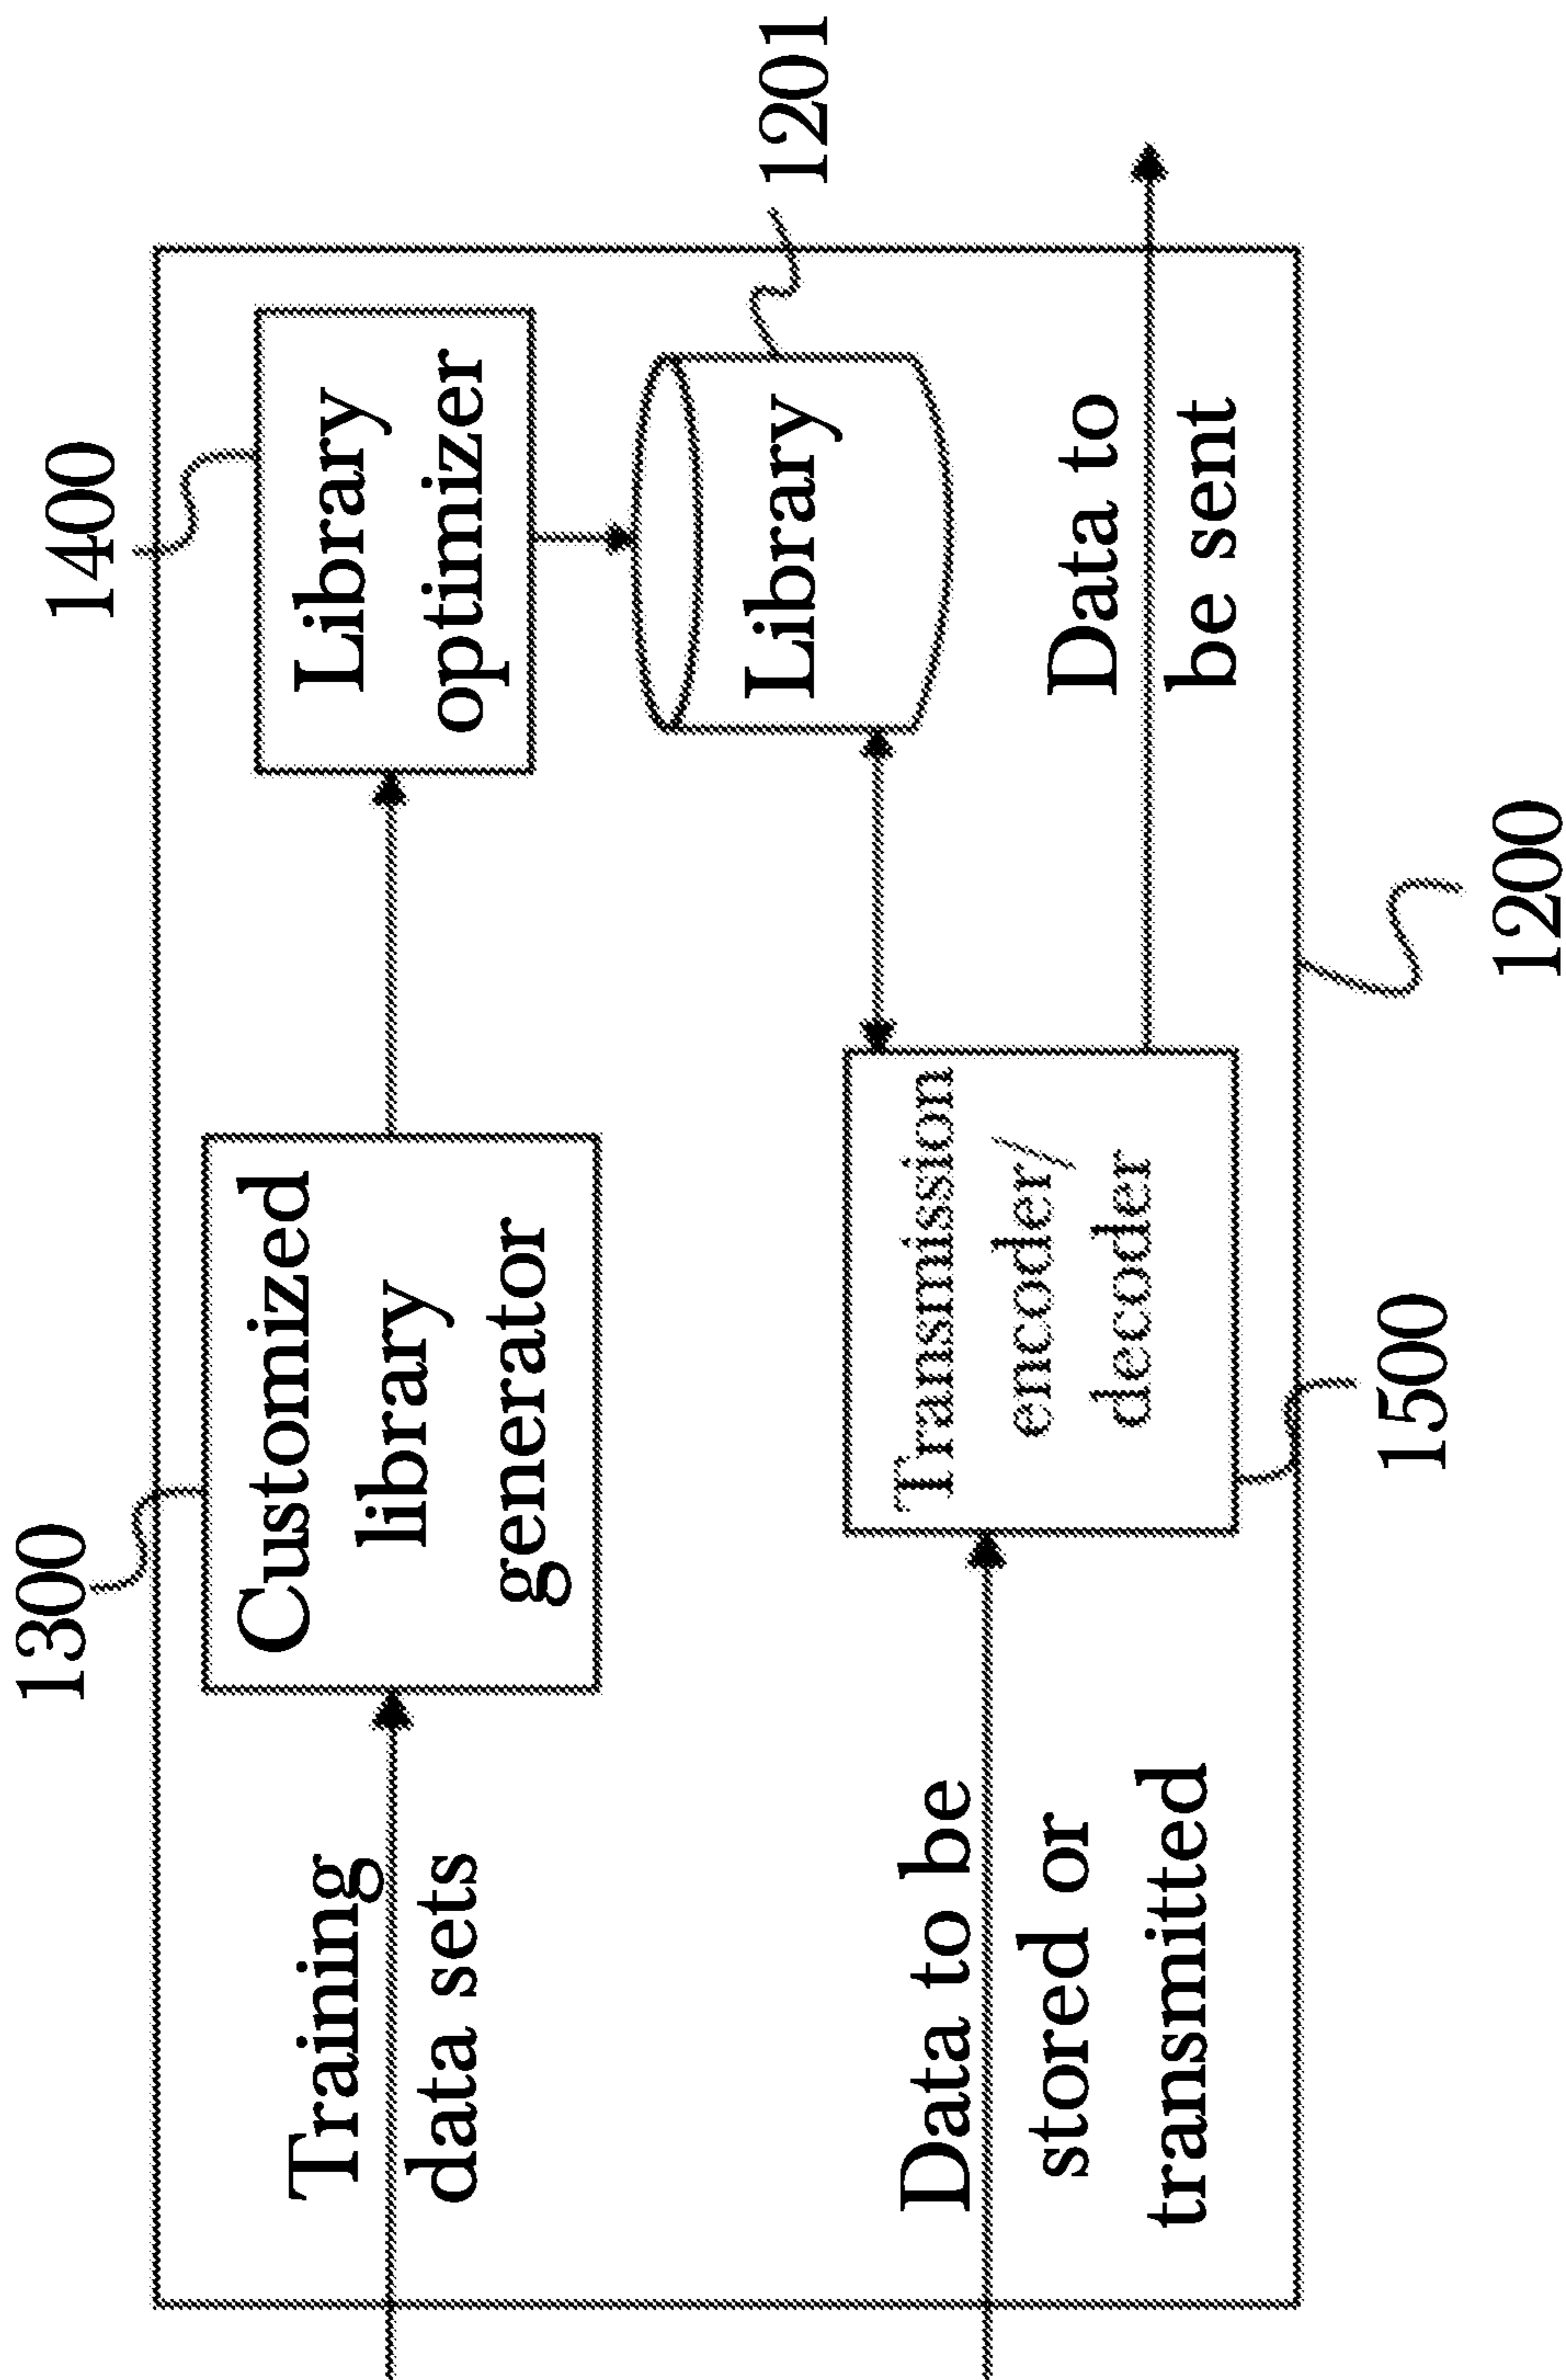 1300
1400
Training
data sets
Customized
library
generator
Library
optimizer
Library
1201
Data to be
stored or
transmitted
Transmission
encoder/
decoder
Data to
be sent
1500
1200